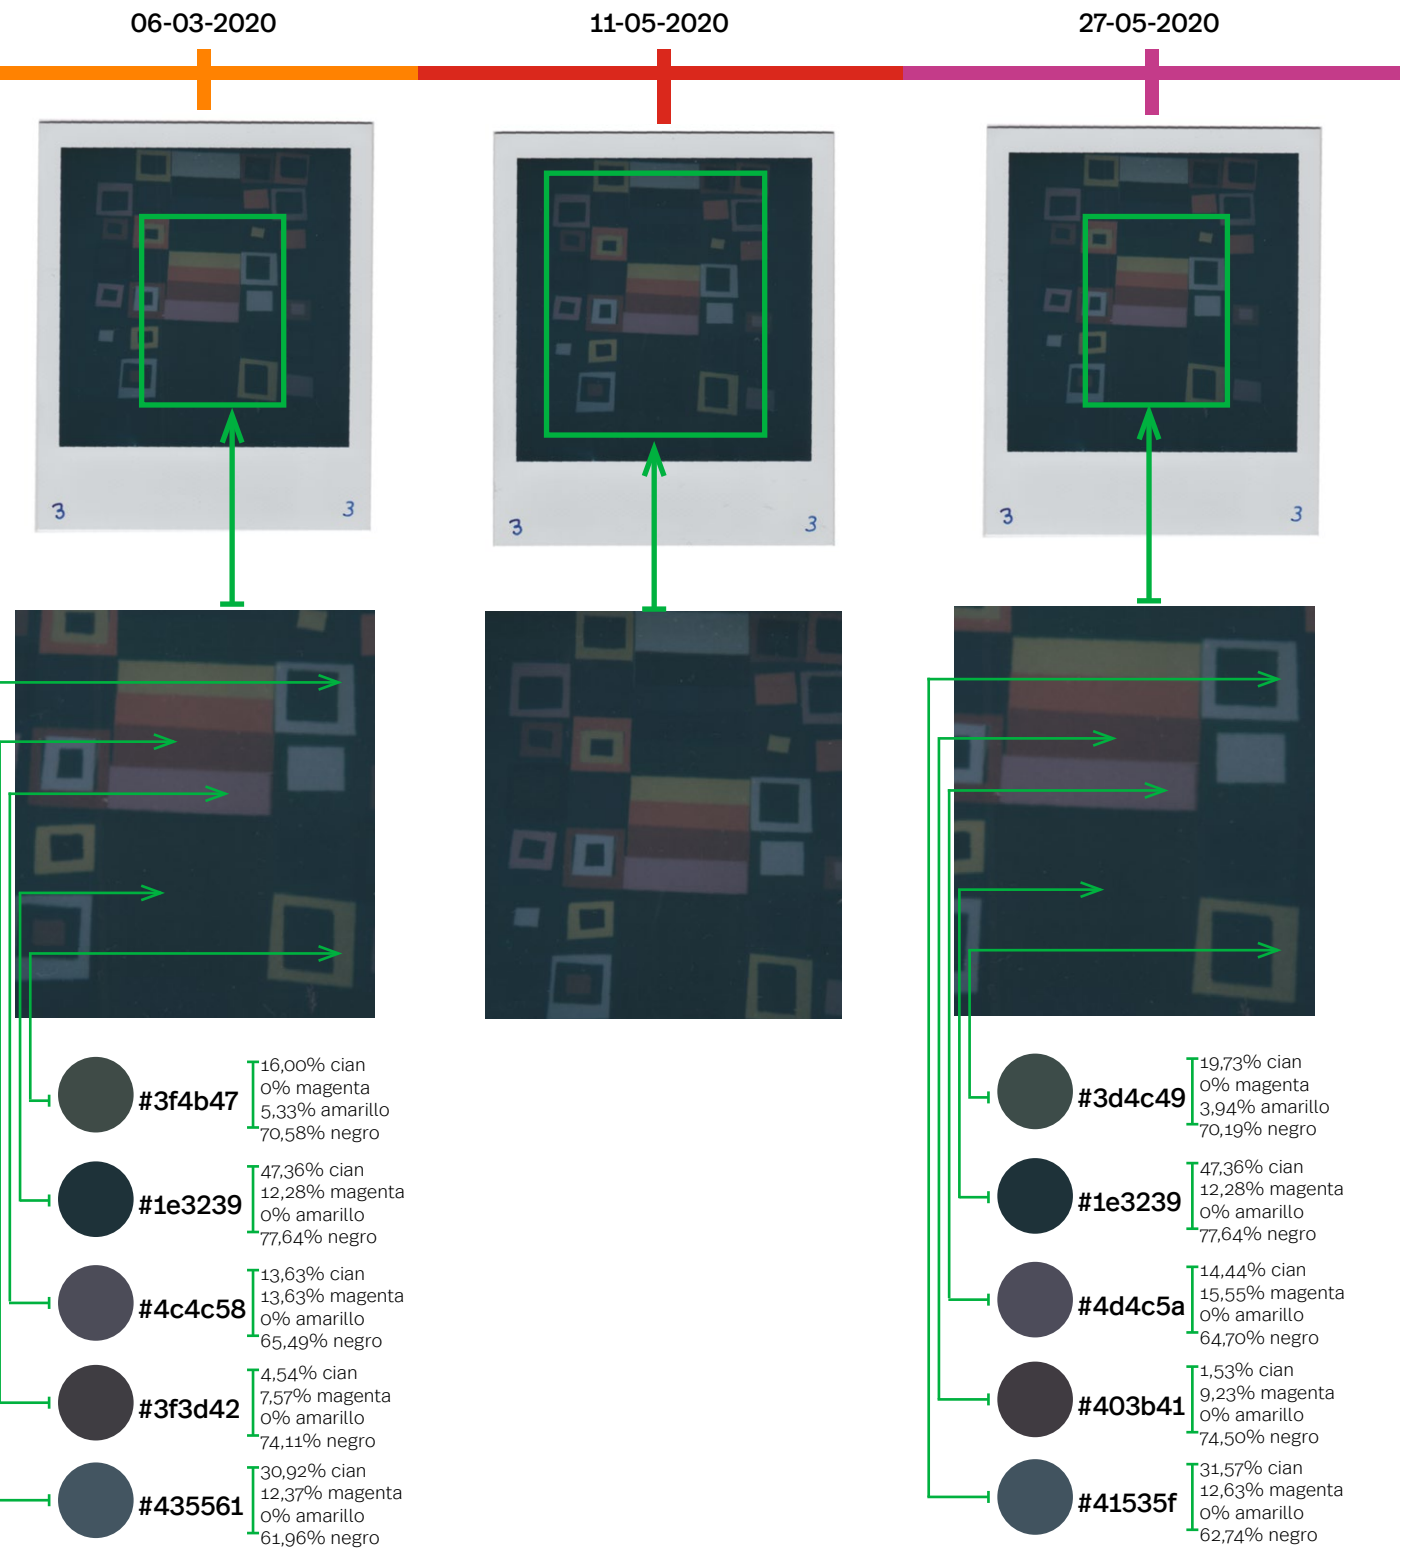 06-03-2020
11-05-2020
27-05-2020
3 3
3 3
3 3
#3f4b47
16,00% cian
0% magenta
5,33% amarillo
70,58% negro
#1e3239
47,36% cian
12,28% magenta
0% amarillo
77,64% negro
#4c4c58
13,63% cian
13,63% magenta
0% amarillo
65,49% negro
#3f3d42
4,54% cian
7,57% magenta
0% amarillo
74,11% negro
#435561
30,92% cian
12,37% magenta
0% amarillo
61,96% negro
#3d4c49
19,73% cian
0% magenta
3,94% amarillo
70,19% negro
#1e3239
47,36% cian
12,28% magenta
0% amarillo
77,64% negro
#4d4c5a
14,44% cian
15,55% magenta
0% amarillo
64,70% negro
#403b41
1,53% cian
9,23% magenta
0% amarillo
74,50% negro
#41535f
31,57% cian
12,63% magenta
0% amarillo
62,74% negro